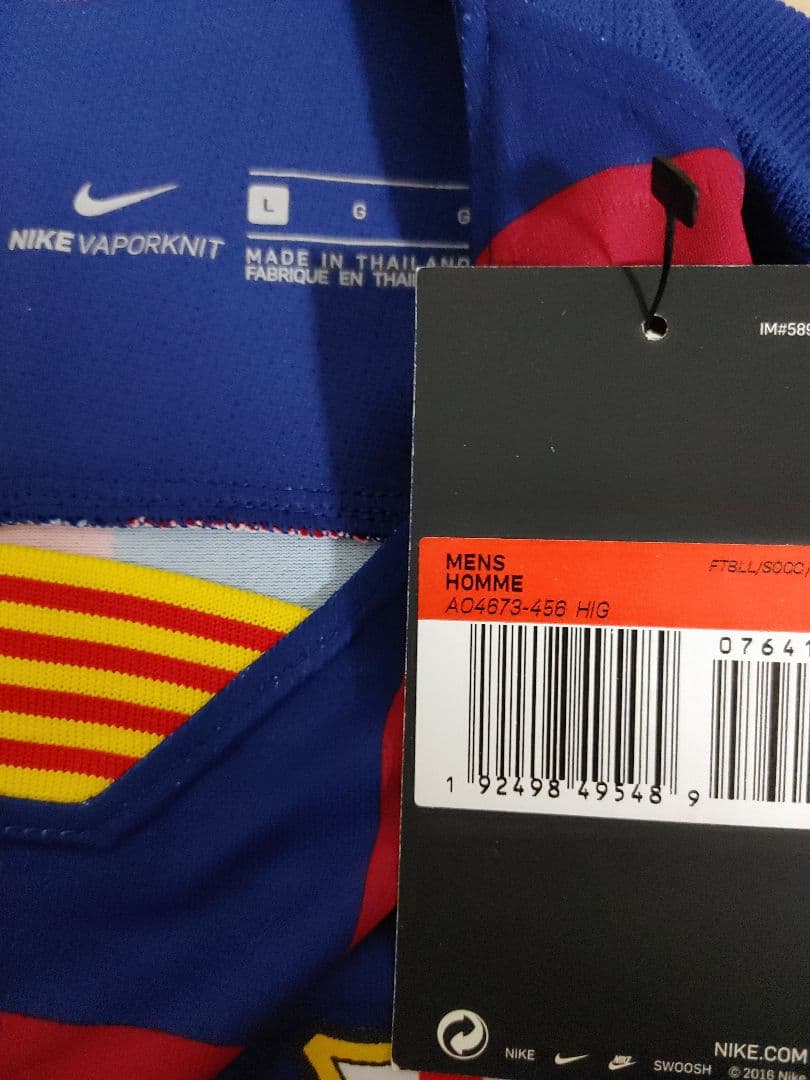 NIKE VAPORKNIT
L G G
MADE IN THAILAND
FABRIQUE EN THAI
IM#589
MENS
HOMME
FTBLL/SOCC/
AO4673-456 HIG
07641
1 92498 49548 9
NIKE
NIKE
SWOOSH
NIKE.COM
© 2016 Nike